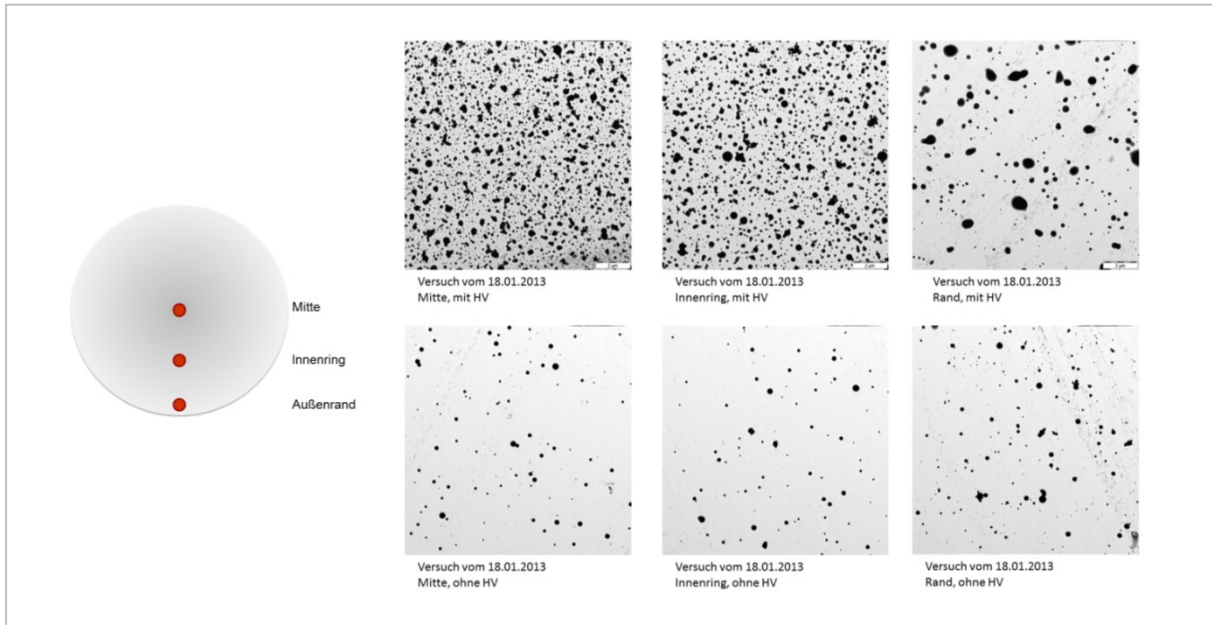 Mitte
Innenring
Außenrand
Versuch vom 18.01.2013
Mitte, mit HV
Versuch vom 18.01.2013
Innenring, mit HV
Versuch vom 18.01.2013
Rand, mit HV
Versuch vom 18.01.2013
Mitte, ohne HV
Versuch vom 18.01.2013
Innenring, ohne HV
Versuch vom 18.01.2013
Rand, ohne HV